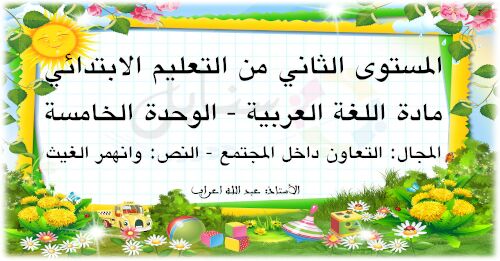 المستوى الثاني من التعليم الابتدائي
مادة اللغة العربية - الوحدة الخامسة
المجال: التعاون داخل المجتمع - النص: وانهمر الغيث
الأستاذ: عبد الله اعراب